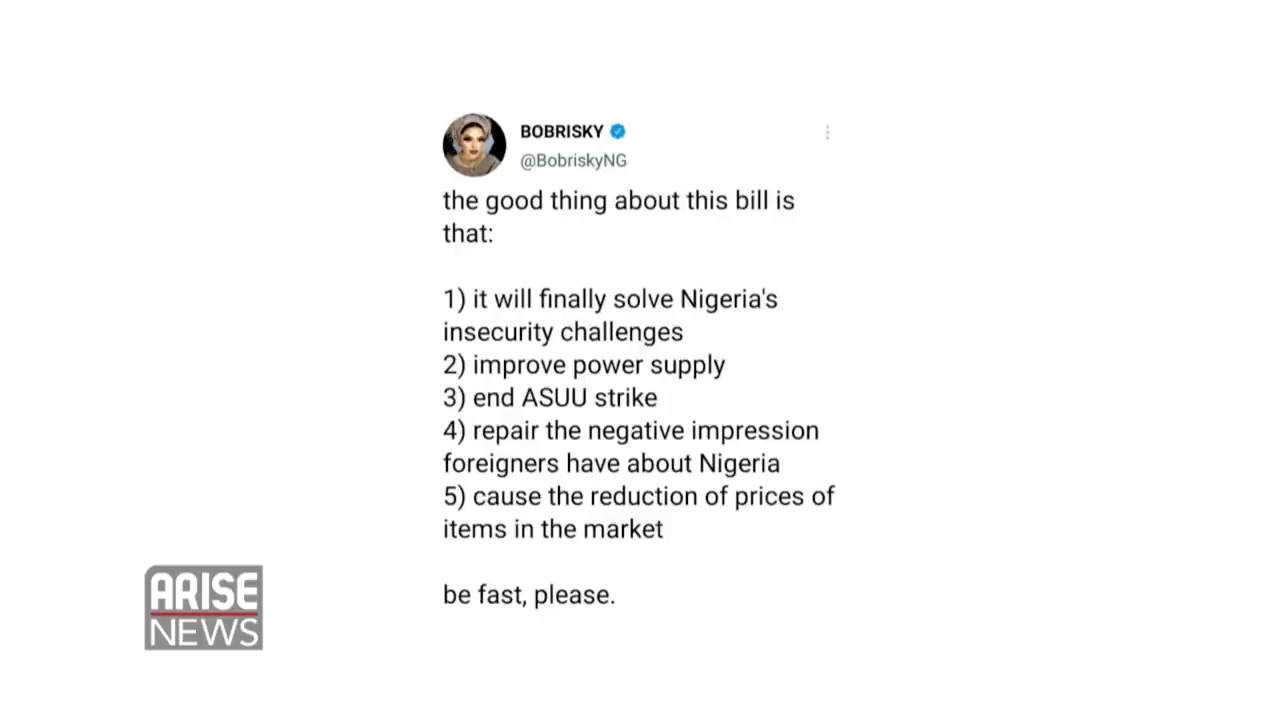 BOBRISKY
@BobriskyNG
the good thing about this bill is
that:
1) it will finally solve Nigeria's
insecurity challenges
2) improve power supply
3) end ASUU strike
4) repair the negative impression
foreigners have about Nigeria
5) cause the reduction of prices of
items in the market
be fast, please.
ARISE
NEWS